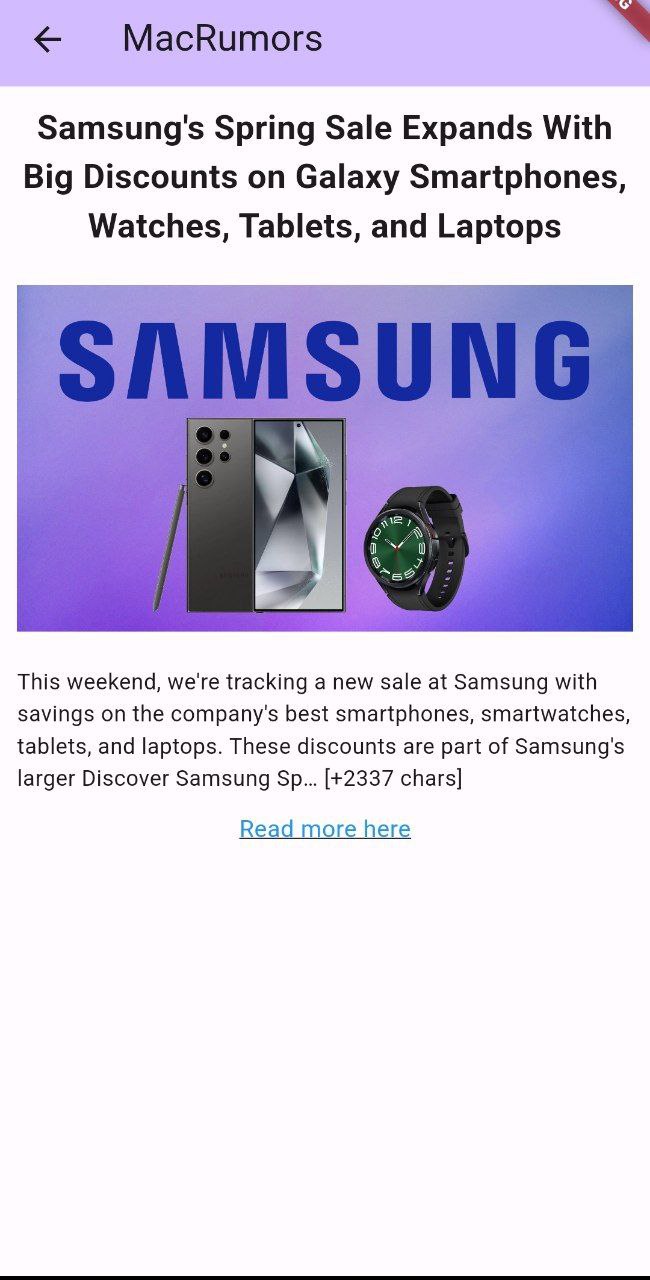 MacRumors
Samsung's Spring Sale Expands With
Big Discounts on Galaxy Smartphones,
Watches, Tablets, and Laptops
SAMSUNG
This weekend, we're tracking a new sale at Samsung with
savings on the company's best smartphones, smartwatches,
tablets, and laptops. These discounts are part of Samsung's
larger Discover Samsung Sp… [+2337 chars]
Read more here